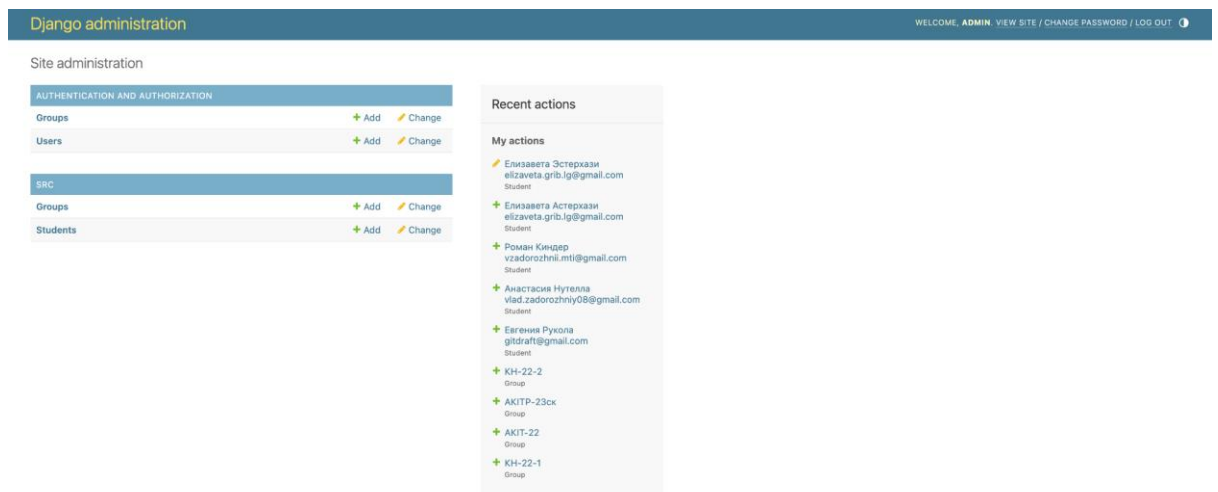 Django administration
WELCOME, ADMIN. VIEW SITE / CHANGE PASSWORD / LOG OUT
Site administration
AUTHENTICATION AND AUTHORIZATION
Groups + Add Change
Users + Add Change
SRC
Groups + Add Change
Students + Add Change
Recent actions
My actions
Елизавета Эстерхази
elizaveta.grib.lg@gmail.com
Student
+ Елизавета Астерхази
elizaveta.grib.lg@gmail.com
Student
+ Роман Киндер
vzadorozhnii.mti@gmail.com
Student
+ Анастасия Нутелла
vlad.zadorozhniy08@gmail.com
Student
+ Евгения Рукола
gitdraft@gmail.com
Student
+ КН-22-2
Group
+ АКІТР-23ск
Group
+ АКІТ-22
Group
+ КН-22-1
Group